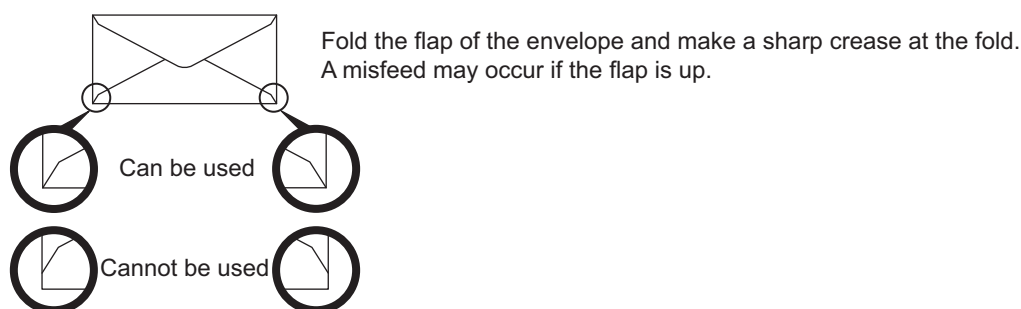 Fold the flap of the envelope and make a sharp crease at the fold.
A misfeed may occur if the flap is up.
Can be used
Cannot be used